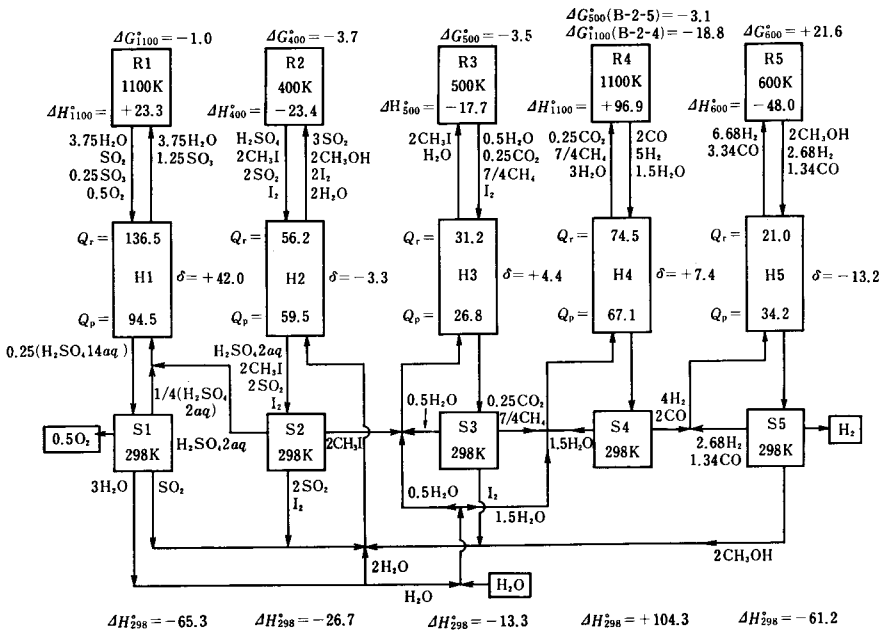 ΔG°1100 = −1.0
ΔG°400 = −3.7
ΔG°500 = −3.5
ΔG°500 (B-2-5) = −3.1
ΔG°1100 (B-2-4) = −18.8
ΔG°600 = +21.6
R1
1100K
ΔH°1100 = +23.3
R2
400K
ΔH°400 = −23.4
R3
500K
ΔH°500 = −17.7
R4
1100K
ΔH°1100 = +96.9
R5
600K
ΔH°600 = −48.0
3.75H₂O
SO₂
0.25SO₃
0.5O₂
3.75H₂O
1.25SO₃
H₂SO₄
2CH₃I
2SO₂
I₂
3SO₂
2CH₃OH
2I₂
2H₂O
2CH₃I
H₂O
0.5H₂O
0.25CO₂
7/4CH₄
I₂
0.25CO₂
7/4CH₄
3H₂O
2CO
5H₂
1.5H₂O
6.68H₂O
3.34CO
2CH₃OH
2.68H₂
1.34CO
Qr = 136.5
H1 δ = +42.0
Qp = 94.5
Qr = 56.2
H2 δ = −3.3
Qp = 59.5
Qr = 31.2
H3 δ = +4.4
Qp = 26.8
Qr = 74.5
H4 δ = +7.4
Qp = 67.1
Qr = 21.0
H5 δ = −13.2
Qp = 34.2
0.25(H₂SO₄14aq)
1/4(H₂SO₄
2aq)
H₂SO₄2aq
2CH₃I
2SO₂
I₂
0.5H₂O
0.25CO₂
7/4CH₄
4H₂
2CO
0.5O₂
S1
298K
H₂SO₄2aq
S2
298K
2CH₃I
S3
298K
1.5H₂O
S4
298K
2.68H₂
1.34CO
S5
298K
H₂
3H₂O
SO₂
2SO₂
I₂
0.5H₂O
I₂
1.5H₂O
2H₂O
2CH₃OH
H₂O
H₂O
ΔH°298 = −65.3
ΔH°298 = −26.7
ΔH°298 = −13.3
ΔH°298 = +104.3
ΔH°298 = −61.2